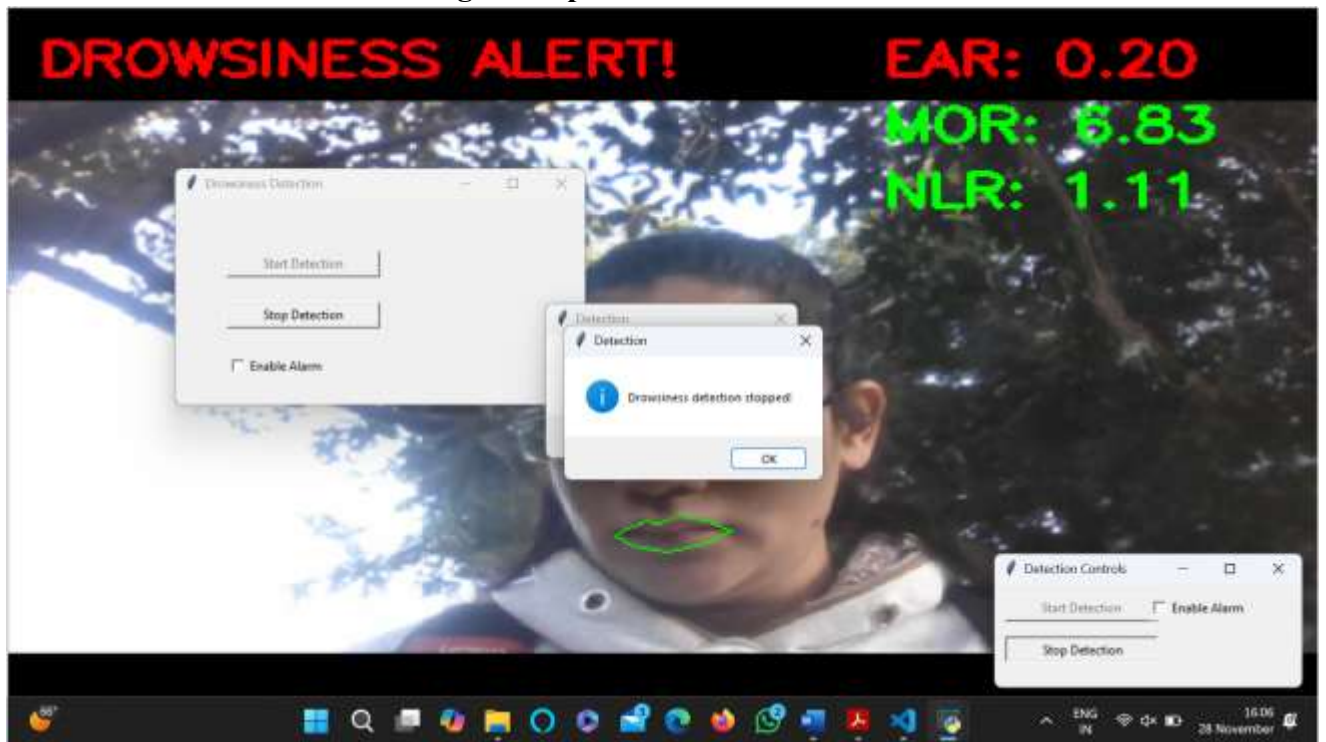 DROWSINESS ALERT!
EAR: 0.20
MOR: 6.83
NLR: 1.11
Drowsiness Detection
Start Detection
Stop Detection
Enable Alarm
Detection
Detection
Drowsiness detection stopped!
OK
Detection Controls
Start Detection
Enable Alarm
Stop Detection
ENG
IN
16:06
28 November